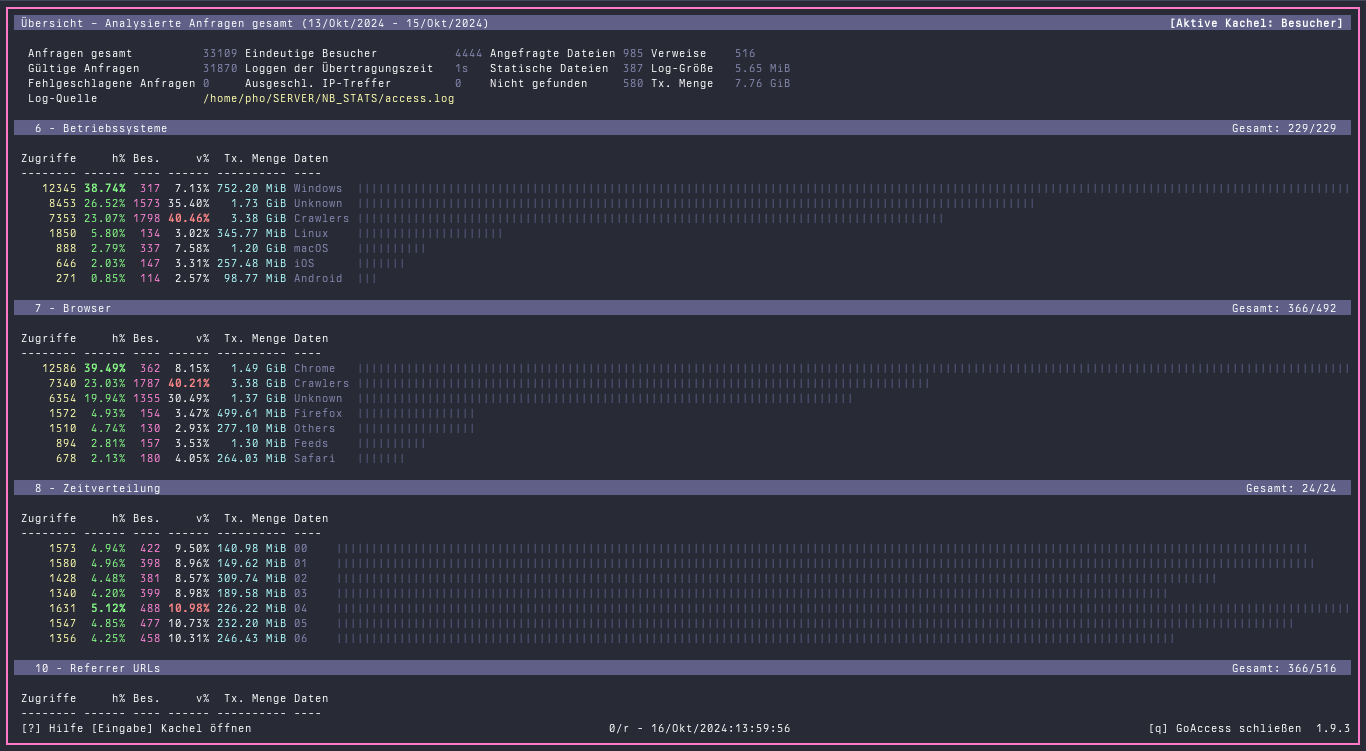 Übersicht - Analysierte Anfragen gesamt (13/Okt/2024 - 15/Okt/2024) [Aktive Kachel: Besucher]
Anfragen gesamt 33109 Eindeutige Besucher 4444 Angefragte Dateien 985 Verweise 516
Gültige Anfragen 31870 Loggen der Übertragungszeit 1s Statische Dateien 387 Log-Größe 5.65 MiB
Fehlgeschlagene Anfragen 0 Ausgeschl. IP-Treffer 0 Nicht gefunden 580 Tx. Menge 7.76 GiB
Log-Quelle /home/pho/SERVER/NB_STATS/access.log
6 - Betriebssysteme Gesamt: 229/229
Zugriffe h% Bes. v% Tx. Menge Daten
-------- ------ ---- ------ ---------- ----
12345 38.74% 317 7.13% 752.20 MiB Windows
8453 26.52% 1573 35.40% 1.73 GiB Unknown
7353 23.07% 1798 40.46% 3.38 GiB Crawlers
1850 5.80% 134 3.02% 345.77 MiB Linux
888 2.79% 337 7.58% 1.20 GiB macOS
646 2.03% 147 3.31% 257.48 MiB iOS
271 0.85% 114 2.57% 98.77 MiB Android
7 - Browser Gesamt: 366/492
Zugriffe h% Bes. v% Tx. Menge Daten
-------- ------ ---- ------ ---------- ----
12586 39.49% 362 8.15% 1.49 GiB Chrome
7340 23.03% 1787 40.21% 3.38 GiB Crawlers
6354 19.94% 1355 30.49% 1.37 GiB Unknown
1572 4.93% 154 3.47% 499.61 MiB Firefox
1510 4.74% 130 2.93% 277.10 MiB Others
894 2.81% 157 3.53% 1.30 MiB Feeds
678 2.13% 180 4.05% 264.03 MiB Safari
8 - Zeitverteilung Gesamt: 24/24
Zugriffe h% Bes. v% Tx. Menge Daten
-------- ------ ---- ------ ---------- ----
1573 4.94% 422 9.50% 140.98 MiB 00
1580 4.96% 398 8.96% 149.62 MiB 01
1428 4.48% 381 8.57% 309.74 MiB 02
1340 4.20% 399 8.98% 189.58 MiB 03
1631 5.12% 488 10.98% 226.22 MiB 04
1547 4.85% 477 10.73% 232.20 MiB 05
1356 4.25% 458 10.31% 246.43 MiB 06
10 - Referrer URLs Gesamt: 366/516
Zugriffe h% Bes. v% Tx. Menge Daten
-------- ------ ---- ------ ---------- ----
[?] Hilfe [Eingabe] Kachel öffnen 0/r - 16/Okt/2024:13:59:56 [q] GoAccess schließen 1.9.3